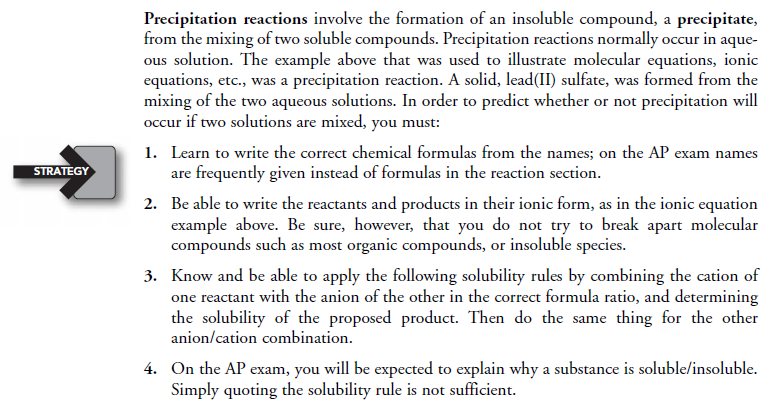 Precipitation reactions involve the formation of an insoluble compound, a precipitate,
from the mixing of two soluble compounds. Precipitation reactions normally occur in aque-
ous solution. The example above that was used to illustrate molecular equations, ionic
equations, etc., was a precipitation reaction. A solid, lead(II) sulfate, was formed from the
mixing of the two aqueous solutions. In order to predict whether or not precipitation will
occur if two solutions are mixed, you must:
1. Learn to write the correct chemical formulas from the names; on the AP exam names
STRATEGY
are frequently given instead of formulas in the reaction section.
2. Be able to write the reactants and products in their ionic form, as in the ionic equation
example above. Be sure, however, that you do not try to break apart molecular
compounds such as most organic compounds, or insoluble species.
3. Know and be able to apply the following solubility rules by combining the cation of
one reactant with the anion of the other in the correct formula ratio, and determining
the solubility of the proposed product. Then do the same thing for the other
anion/cation combination.
4. On the AP exam, you will be expected to explain why a substance is soluble/insoluble.
Simply quoting the solubility rule is not sufficient.